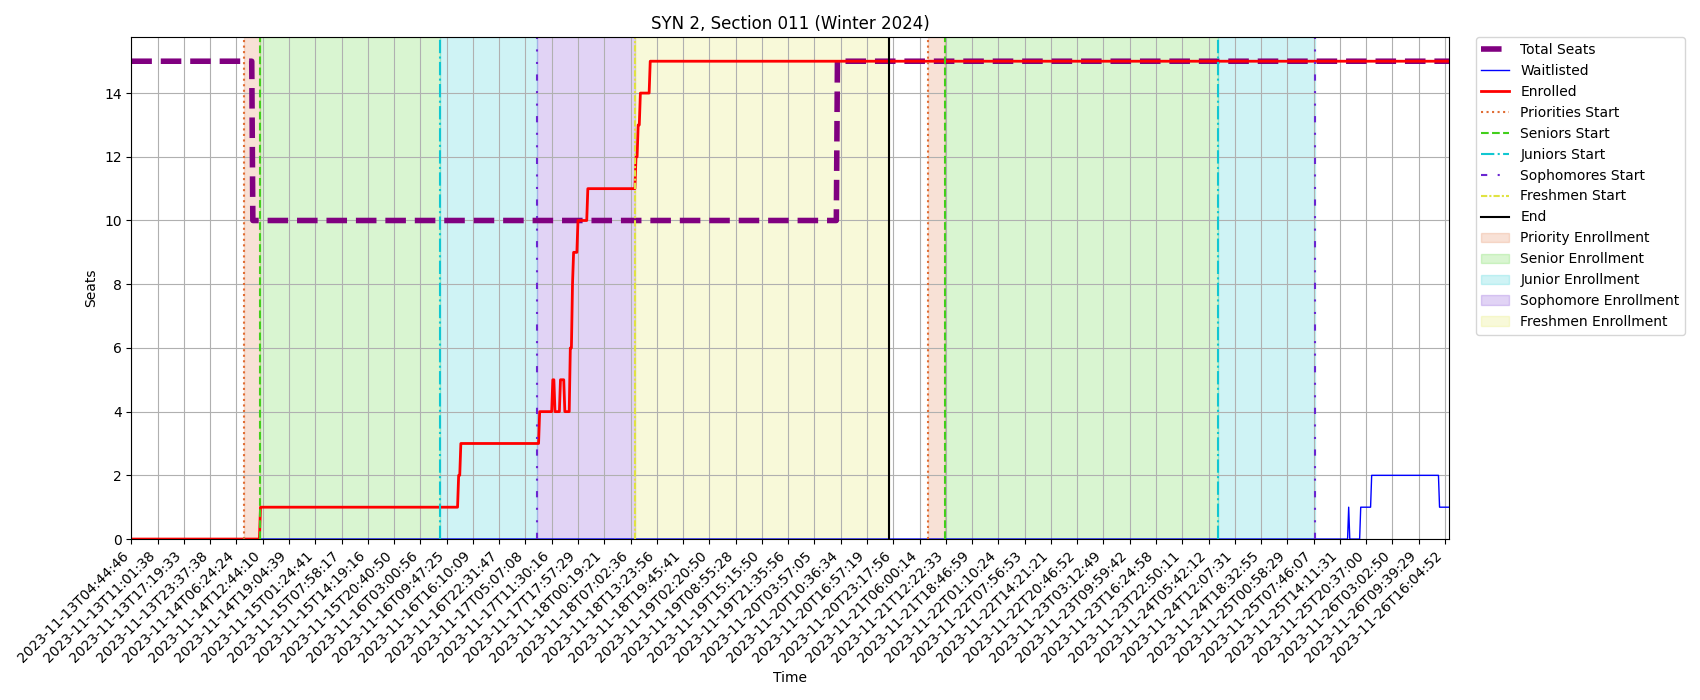 SYN 2, Section 011 (Winter 2024)
Total Seats
Waitlisted
Enrolled
Priorities Start
Seniors Start
Juniors Start
Sophomores Start
Freshmen Start
End
Priority Enrollment
Senior Enrollment
Junior Enrollment
Sophomore Enrollment
Freshmen Enrollment
Seats
14
12
10
8
6
4
2
0
2023-11-13T04:44:46
2023-11-13T11:01:38
2023-11-13T17:19:33
2023-11-13T23:37:38
2023-11-14T06:24:24
2023-11-14T12:44:10
2023-11-14T19:04:39
2023-11-15T01:24:41
2023-11-15T07:58:17
2023-11-15T14:19:16
2023-11-15T20:40:50
2023-11-16T03:00:56
2023-11-16T09:47:25
2023-11-16T16:10:09
2023-11-16T22:31:47
2023-11-17T05:07:08
2023-11-17T11:30:16
2023-11-17T17:57:29
2023-11-18T00:19:21
2023-11-18T07:02:36
2023-11-18T13:23:56
2023-11-18T19:45:41
2023-11-19T02:20:50
2023-11-19T08:55:28
2023-11-19T15:15:50
2023-11-19T21:35:56
2023-11-20T03:57:05
2023-11-20T10:36:34
2023-11-20T16:57:19
2023-11-20T23:17:56
2023-11-21T06:00:14
2023-11-21T12:22:33
2023-11-21T18:46:59
2023-11-22T01:10:24
2023-11-22T07:56:53
2023-11-22T14:21:21
2023-11-22T20:46:52
2023-11-23T03:12:49
2023-11-23T09:59:42
2023-11-23T16:24:58
2023-11-23T22:50:11
2023-11-24T05:42:12
2023-11-24T12:07:31
2023-11-24T18:32:55
2023-11-25T00:58:29
2023-11-25T07:46:07
2023-11-25T14:11:31
2023-11-25T20:37:00
2023-11-26T03:02:50
2023-11-26T09:39:29
2023-11-26T16:04:52
Time